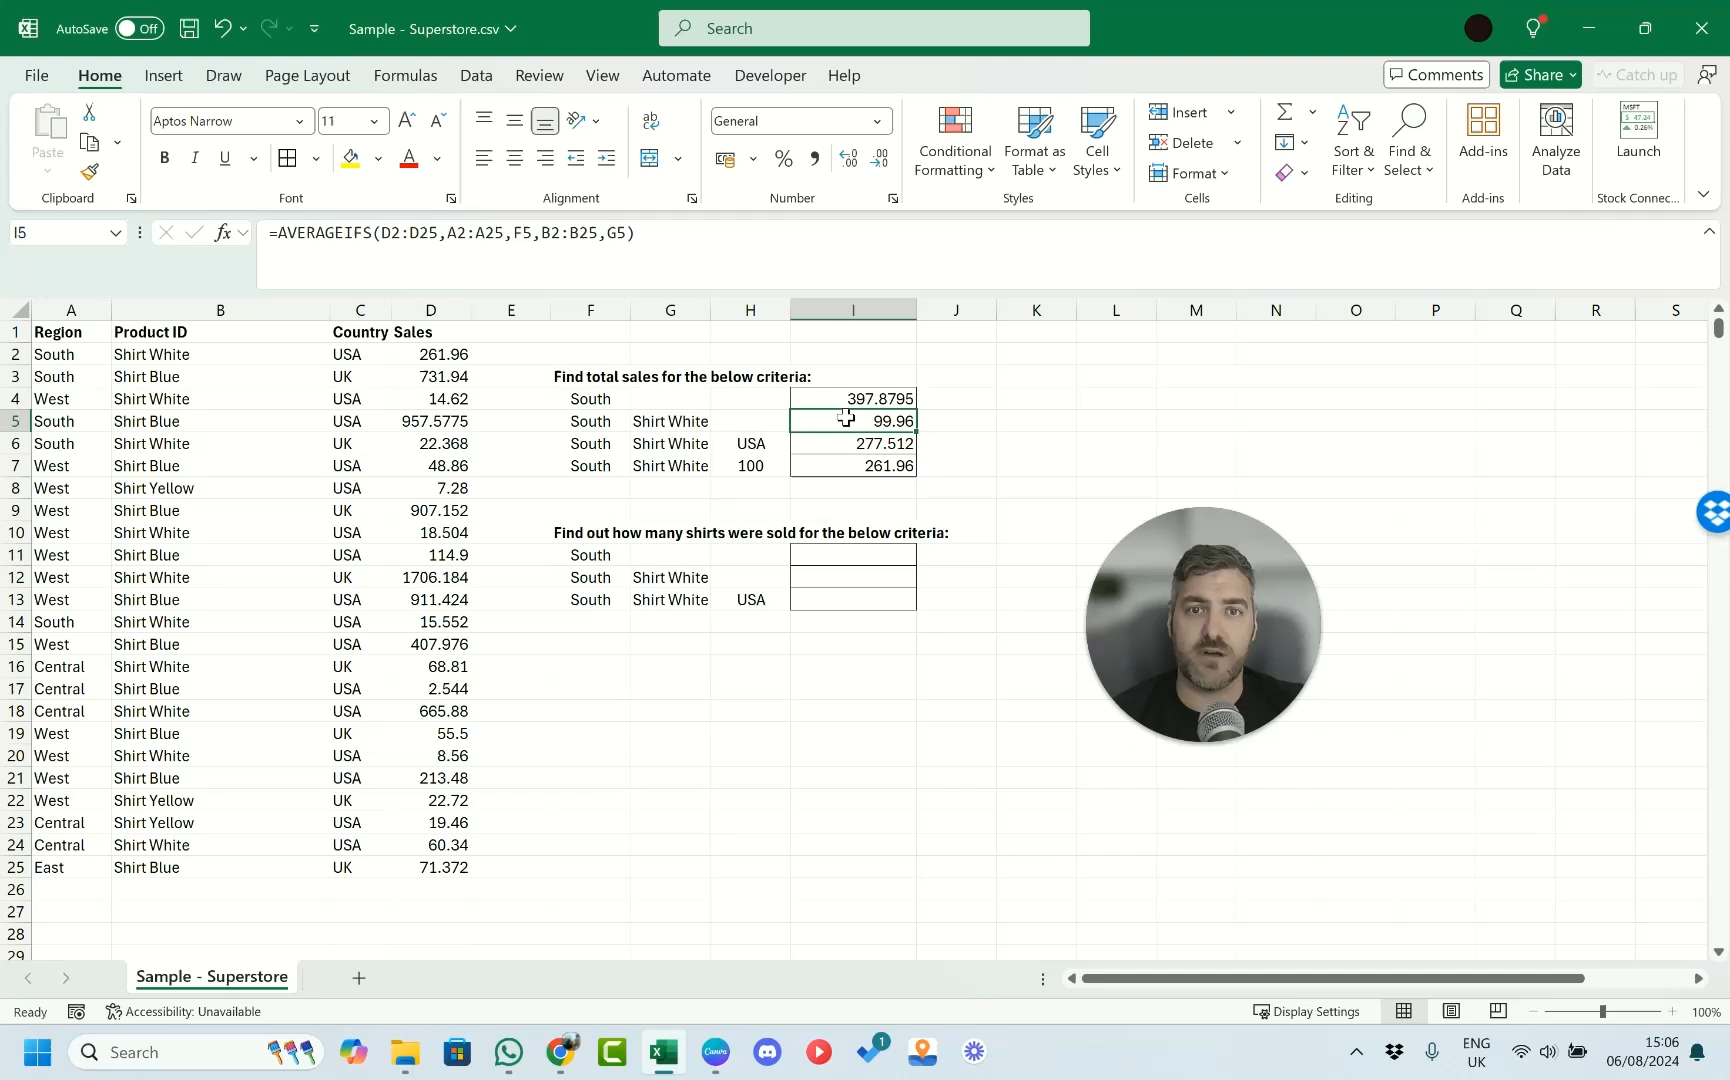 AutoSave Off Sample - Superstore.csv Search
File Home Insert Draw Page Layout Formulas Data Review View Automate Developer Help Comments Share Catch up
Paste Aptos Narrow 11 General Conditional Formatting Format as Table Cell Styles Insert Delete Format Sort & Filter Find & Select Add-ins Analyze Data Launch
Clipboard Font Alignment Number Styles Cells Editing Add-ins Stock Connec...
I5 =AVERAGEIFS(D2:D25,A2:A25,F5,B2:B25,G5)
A B C D E F G H I J K L M N O P Q R S
1 Region Product ID Country Sales
2 South Shirt White USA 261.96
3 South Shirt Blue UK 731.94 Find total sales for the below criteria:
4 West Shirt White USA 14.62 South 397.8795
5 South Shirt Blue USA 957.5775 South Shirt White 99.96
6 South Shirt White UK 22.368 South Shirt White USA 277.512
7 West Shirt Blue USA 48.86 South Shirt White 100 261.96
8 West Shirt Yellow USA 7.28
9 West Shirt Blue UK 907.152
10 West Shirt White USA 18.504 Find out how many shirts were sold for the below criteria:
11 West Shirt Blue USA 114.9 South
12 West Shirt White UK 1706.184 South Shirt White
13 West Shirt Blue USA 911.424 South Shirt White USA
14 South Shirt White USA 15.552
15 West Shirt Blue USA 407.976
16 Central Shirt White UK 68.81
17 Central Shirt Blue USA 2.544
18 Central Shirt White USA 665.88
19 West Shirt Blue UK 55.5
20 West Shirt White USA 8.56
21 West Shirt Blue USA 213.48
22 West Shirt Yellow UK 22.72
23 Central Shirt Yellow USA 19.46
24 Central Shirt White USA 60.34
25 East Shirt Blue UK 71.372
26
27
28
29
Sample - Superstore
Ready Accessibility: Unavailable Display Settings 100%
Search Canva 1 ENG UK 15:06 06/08/2024